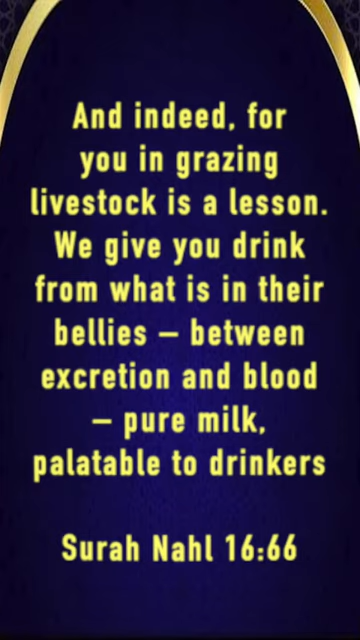 And indeed, for
you in grazing
livestock is a lesson.
We give you drink
from what is in their
bellies – between
excretion and blood
– pure milk,
palatable to drinkers
Surah Nahl 16:66